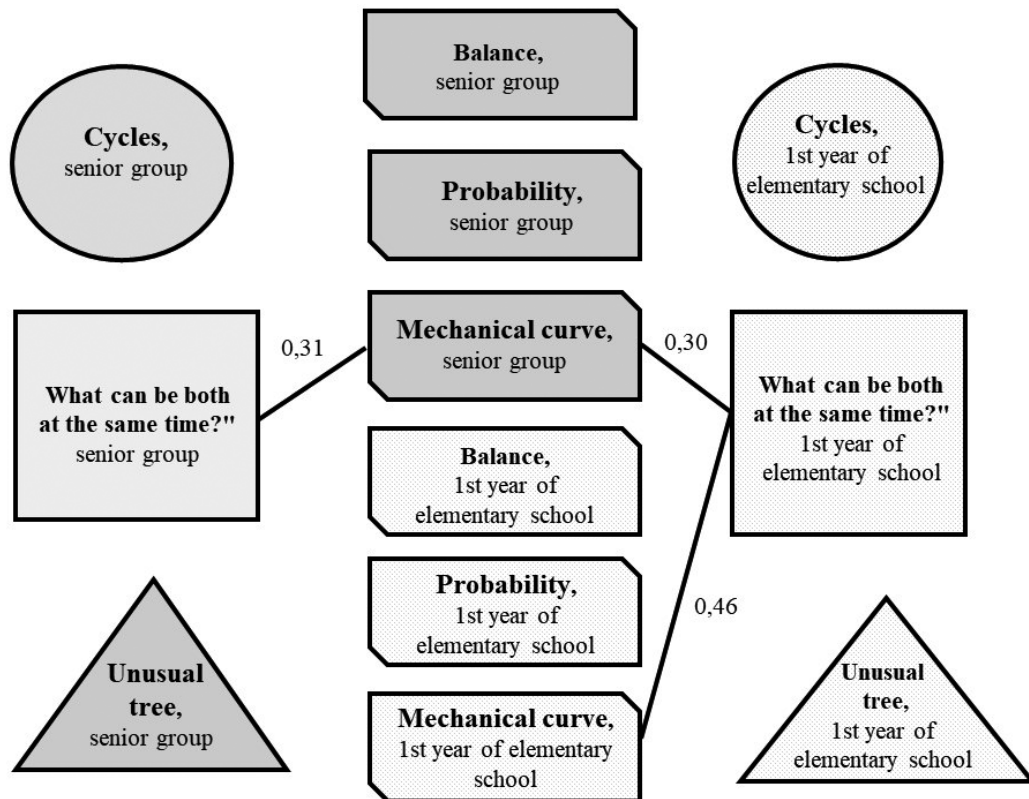 Balance,
senior group
Cycles,
senior group
Cycles,
1st year of
elementary school
Probability,
senior group
Mechanical curve,
senior group
0,31
0,30
What can be both
at the same time?"
senior group
What can be both
at the same time?"
1st year of
elementary school
Balance,
1st year of
elementary school
Probability,
1st year of
elementary school
0,46
Unusual
tree,
senior group
Mechanical curve,
1st year of elementary
school
Unusual
tree,
1st year of
elementary school